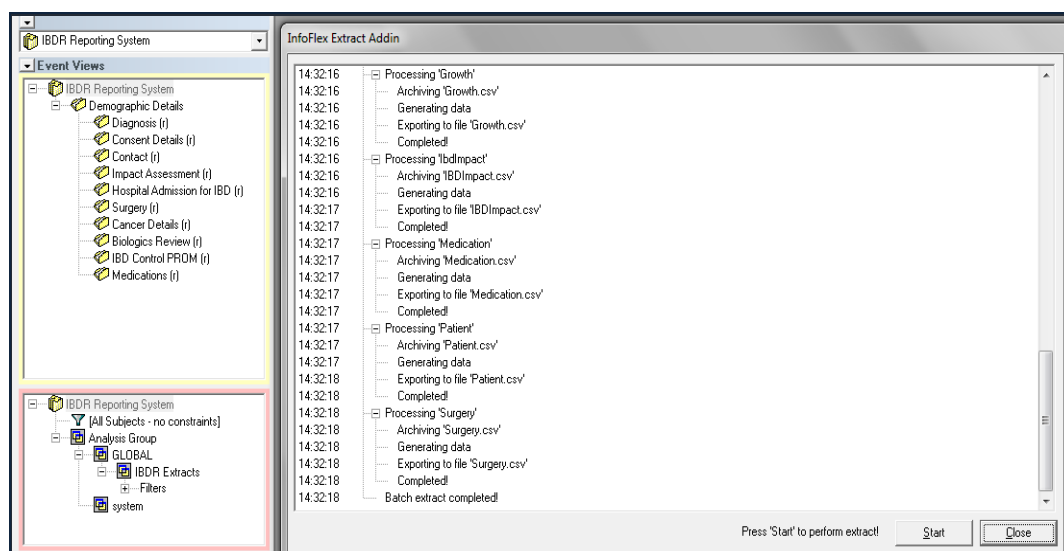 IBDR Reporting System
Event Views
IBDR Reporting System
Demographic Details
Diagnosis (r)
Consent Details (r)
Contact (r)
Impact Assessment (r)
Hospital Admission for IBD (r)
Surgery (r)
Cancer Details (r)
Biologics Review (r)
IBD Control PROM (r)
Medications (r)
IBDR Reporting System
[All Subjects - no constraints]
Analysis Group
GLOBAL
IBDR Extracts
Filters
system
InfoFlex Extract Addin
14:32:16 Processing 'Growth'
14:32:16 Archiving 'Growth.csv'
14:32:16 Generating data
14:32:16 Exporting to file 'Growth.csv'
14:32:16 Completed!
14:32:16 Processing 'IbdImpact'
14:32:16 Archiving 'IBDImpact.csv'
14:32:16 Generating data
14:32:17 Exporting to file 'IBDImpact.csv'
14:32:17 Completed!
14:32:17 Processing 'Medication'
14:32:17 Archiving 'Medication.csv'
14:32:17 Generating data
14:32:17 Exporting to file 'Medication.csv'
14:32:17 Completed!
14:32:17 Processing 'Patient'
14:32:17 Archiving 'Patient.csv'
14:32:17 Generating data
14:32:18 Exporting to file 'Patient.csv'
14:32:18 Completed!
14:32:18 Processing 'Surgery'
14:32:18 Archiving 'Surgery.csv'
14:32:18 Generating data
14:32:18 Exporting to file 'Surgery.csv'
14:32:18 Completed!
14:32:18 Batch extract completed!
Press 'Start' to perform extract! Start Close